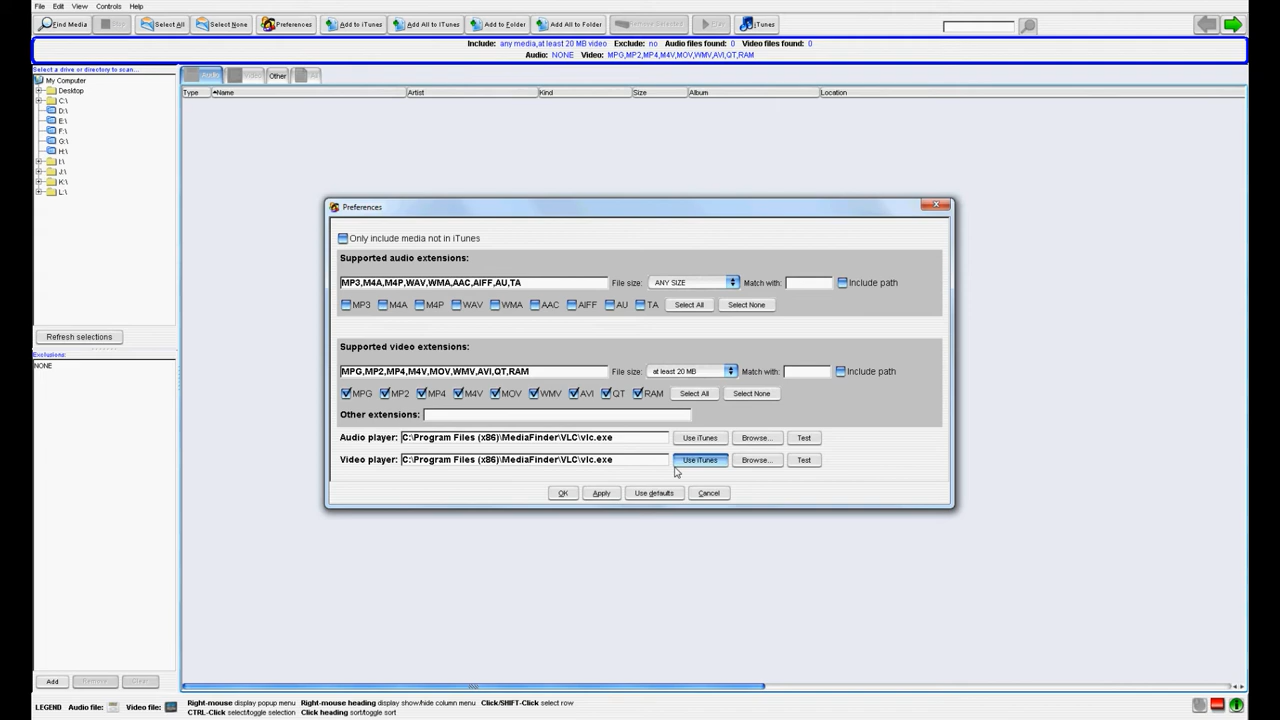 File Edit View Controls Help
Find Media Stop Select All Select None Preferences Add to iTunes Add All to iTunes Add to Folder Add All to Folder Remove Selected Play iTunes
Include: any media,at least 20 MB video Exclude: no Audio files found: 0 Video files found: 0
Audio: NONE Video: MPG,MP2,MP4,M4V,MOV,WMV,AVI,QT,RAM
Select a drive or directory to scan...
Audio Video Other All
My Computer
Type Name Artist Kind Size Album Location
Desktop
C:\
D:\
E:\
F:\
G:\
H:\
I:\
J:\
K:\
L:\
Preferences
Only include media not in iTunes
Supported audio extensions:
MP3,M4A,M4P,WAV,WMA,AAC,AIFF,AU,TA File size: ANY SIZE Match with: Include path
MP3 M4A M4P WAV WMA AAC AIFF AU TA Select All Select None
Supported video extensions:
MPG,MP2,MP4,M4V,MOV,WMV,AVI,QT,RAM File size: at least 20 MB Match with: Include path
MPG MP2 MP4 M4V MOV WMV AVI QT RAM Select All Select None
Other extensions:
Audio player: C:\Program Files (x86)\MediaFinder\VLC\vlc.exe Use iTunes Browse... Test
Video player: C:\Program Files (x86)\MediaFinder\VLC\vlc.exe Use iTunes Browse... Test
OK Apply Use defaults Cancel
Refresh selections
Exclusions:
NONE
Add Remove Clear
LEGEND Audio file: Video file: Right-mouse display popup menu Right-mouse heading display show/hide column menu Click/SHIFT-Click select row
CTRL-Click select/toggle selection Click heading sort/toggle sort